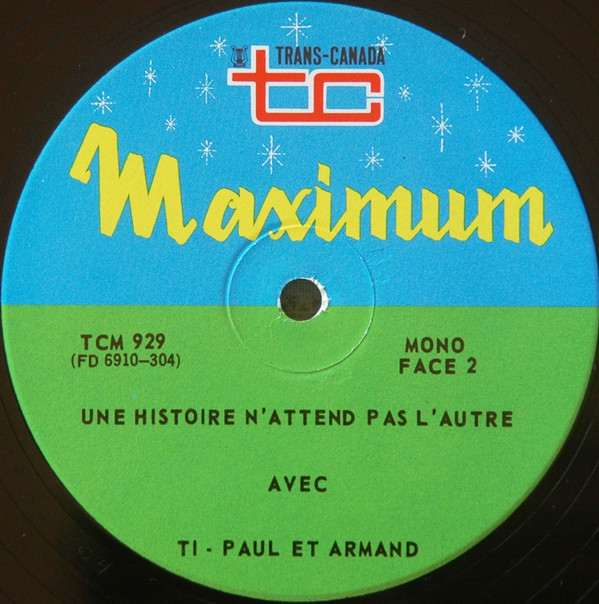 TRANS-CANADA
tc
Maximum
TCM 929
(FD 6910-304)
MONO
FACE 2
UNE HISTOIRE N'ATTEND PAS L'AUTRE
AVEC
TI - PAUL ET ARMAND